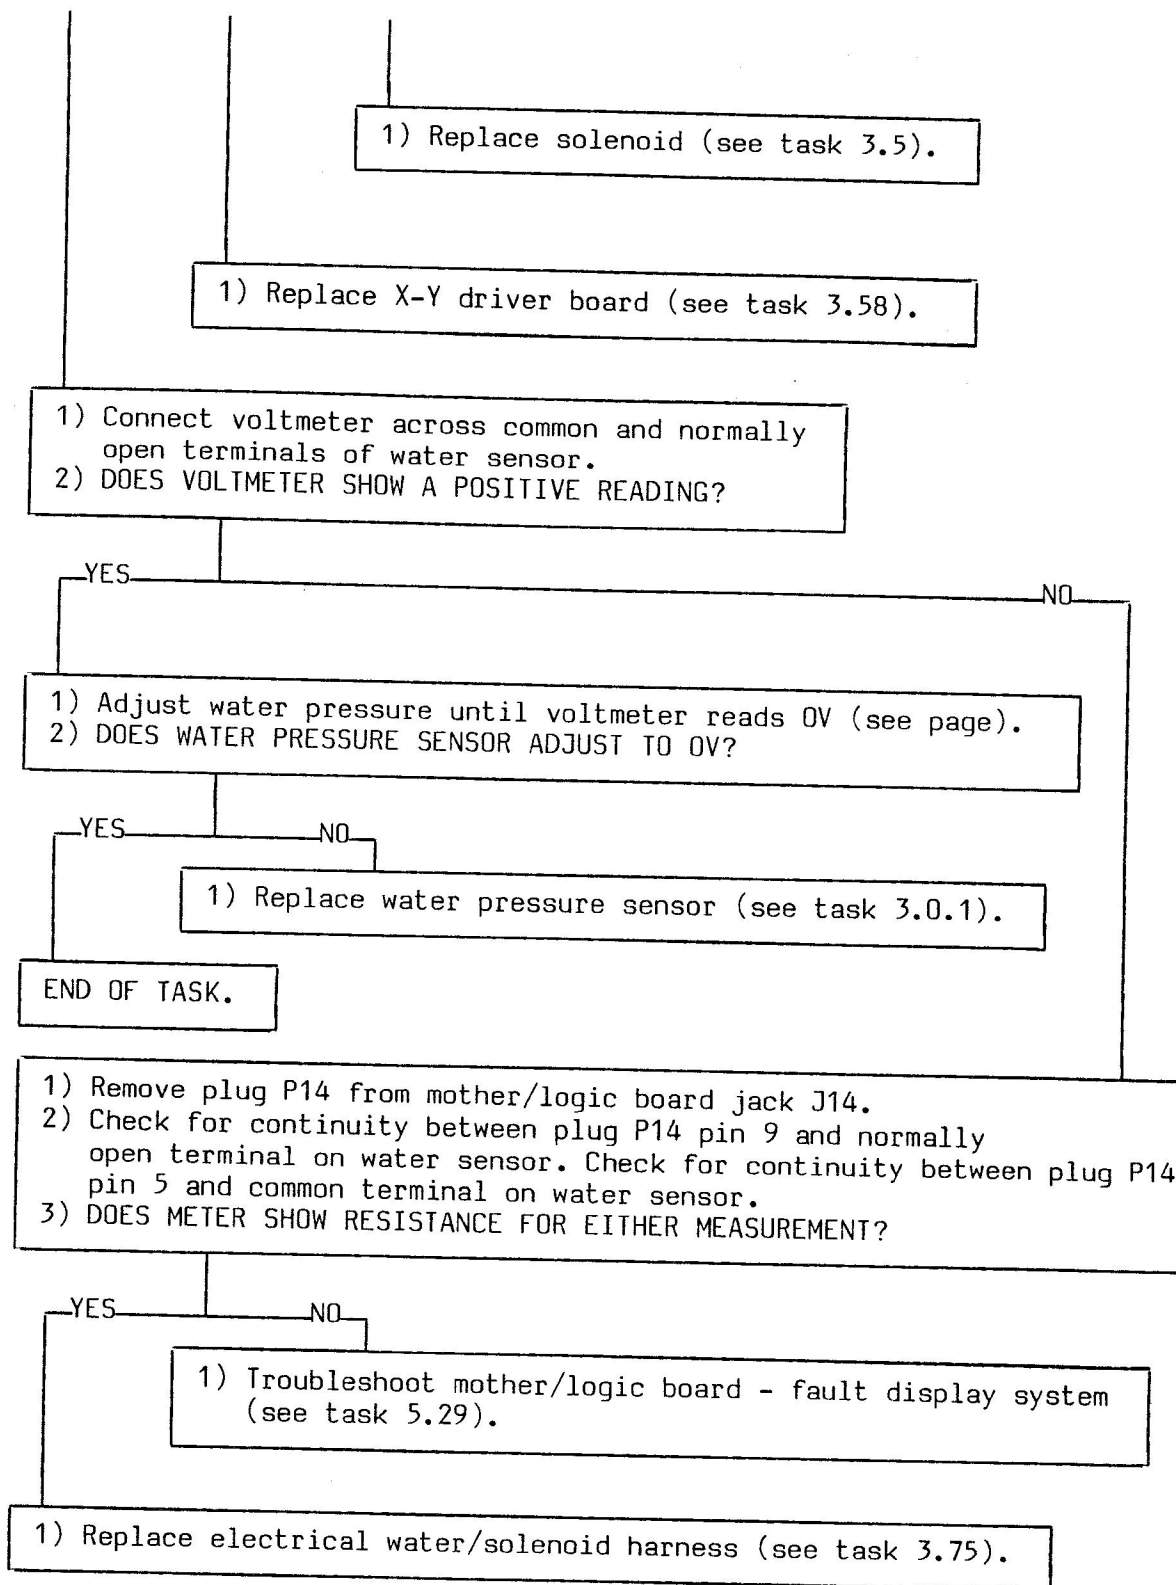 1) Replace solenoid (see task 3.5).
1) Replace X-Y driver board (see task 3.58).
1) Connect voltmeter across common and normally
open terminals of water sensor.
2) DOES VOLTMETER SHOW A POSITIVE READING?
YES
NO
1) Adjust water pressure until voltmeter reads 0V (see page).
2) DOES WATER PRESSURE SENSOR ADJUST TO 0V?
YES
NO
1) Replace water pressure sensor (see task 3.0.1).
END OF TASK.
1) Remove plug P14 from mother/logic board jack J14.
2) Check for continuity between plug P14 pin 9 and normally
open terminal on water sensor. Check for continuity between plug P14
pin 5 and common terminal on water sensor.
3) DOES METER SHOW RESISTANCE FOR EITHER MEASUREMENT?
YES
NO
1) Troubleshoot mother/logic board - fault display system
(see task 5.29).
1) Replace electrical water/solenoid harness (see task 3.75).